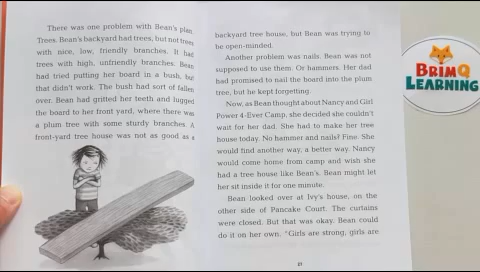 There was one problem with Bean's plan.
Trees. Bean's backyard had trees, but not trees
with nice, low, friendly branches. It had
trees with high, unfriendly branches. Bean
had tried putting her board in a bush, but
that didn't work. The bush had sort of fallen
over. Bean had gritted her teeth and lugged
the board to her front yard, where there was
a plum tree with some sturdy branches. A
front-yard tree house was not as good as a
backyard tree house, but Bean was trying to
be open-minded.
Another problem was nails. Bean was not
supposed to use them. Or hammers. Her dad
had promised to nail the board into the plum
tree, but he kept forgetting.
Now, as Bean thought about Nancy and Girl
Power 4-Ever Camp, she decided she couldn't
wait for her dad. She had to make her tree
house today. No hammer and nails? Fine. She
would find another way, a better way. Nancy
would come home from camp and wish she
had a tree house like Bean's. Bean might let
her sit inside it for one minute.
Bean looked over at Ivy's house, on the
other side of Pancake Court. The curtains
were closed. But that was okay. Bean could
do it on her own. "Girls are strong, girls are
BRIMQ
LEARNING